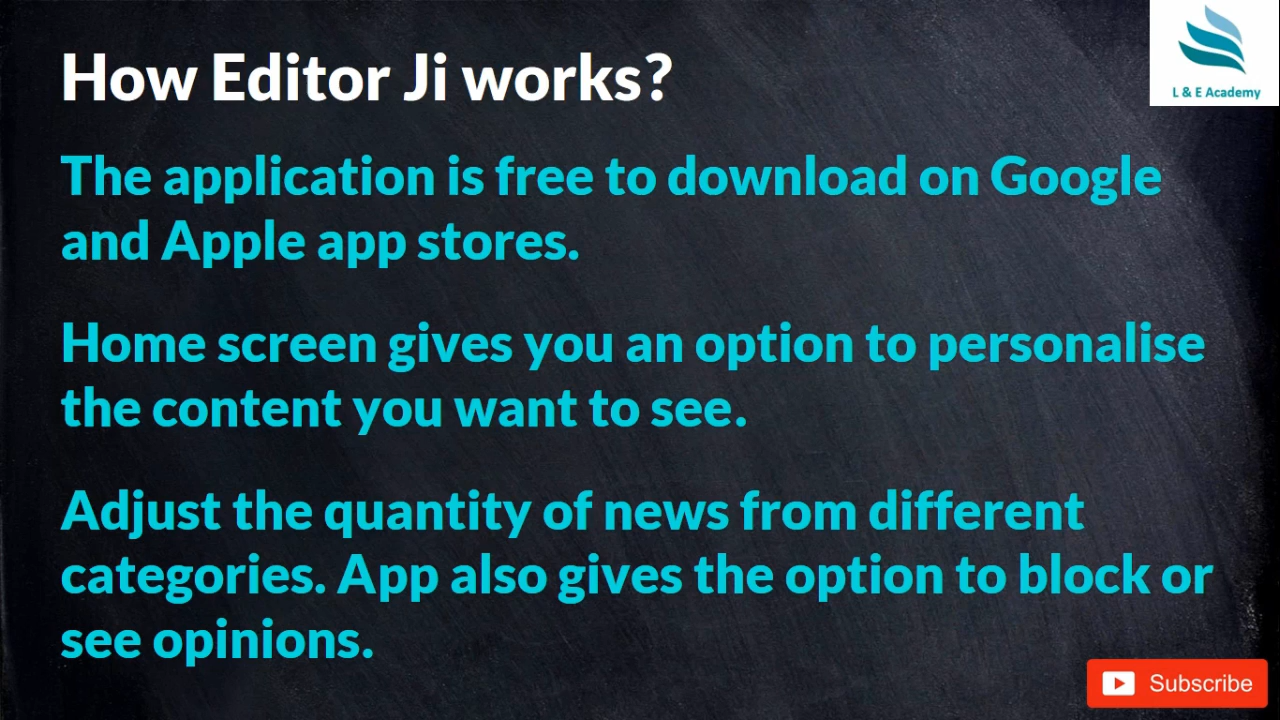 How Editor Ji works?
L & E Academy
The application is free to download on Google
and Apple app stores.
Home screen gives you an option to personalise
the content you want to see.
Adjust the quantity of news from different
categories. App also gives the option to block or
see opinions.
Subscribe